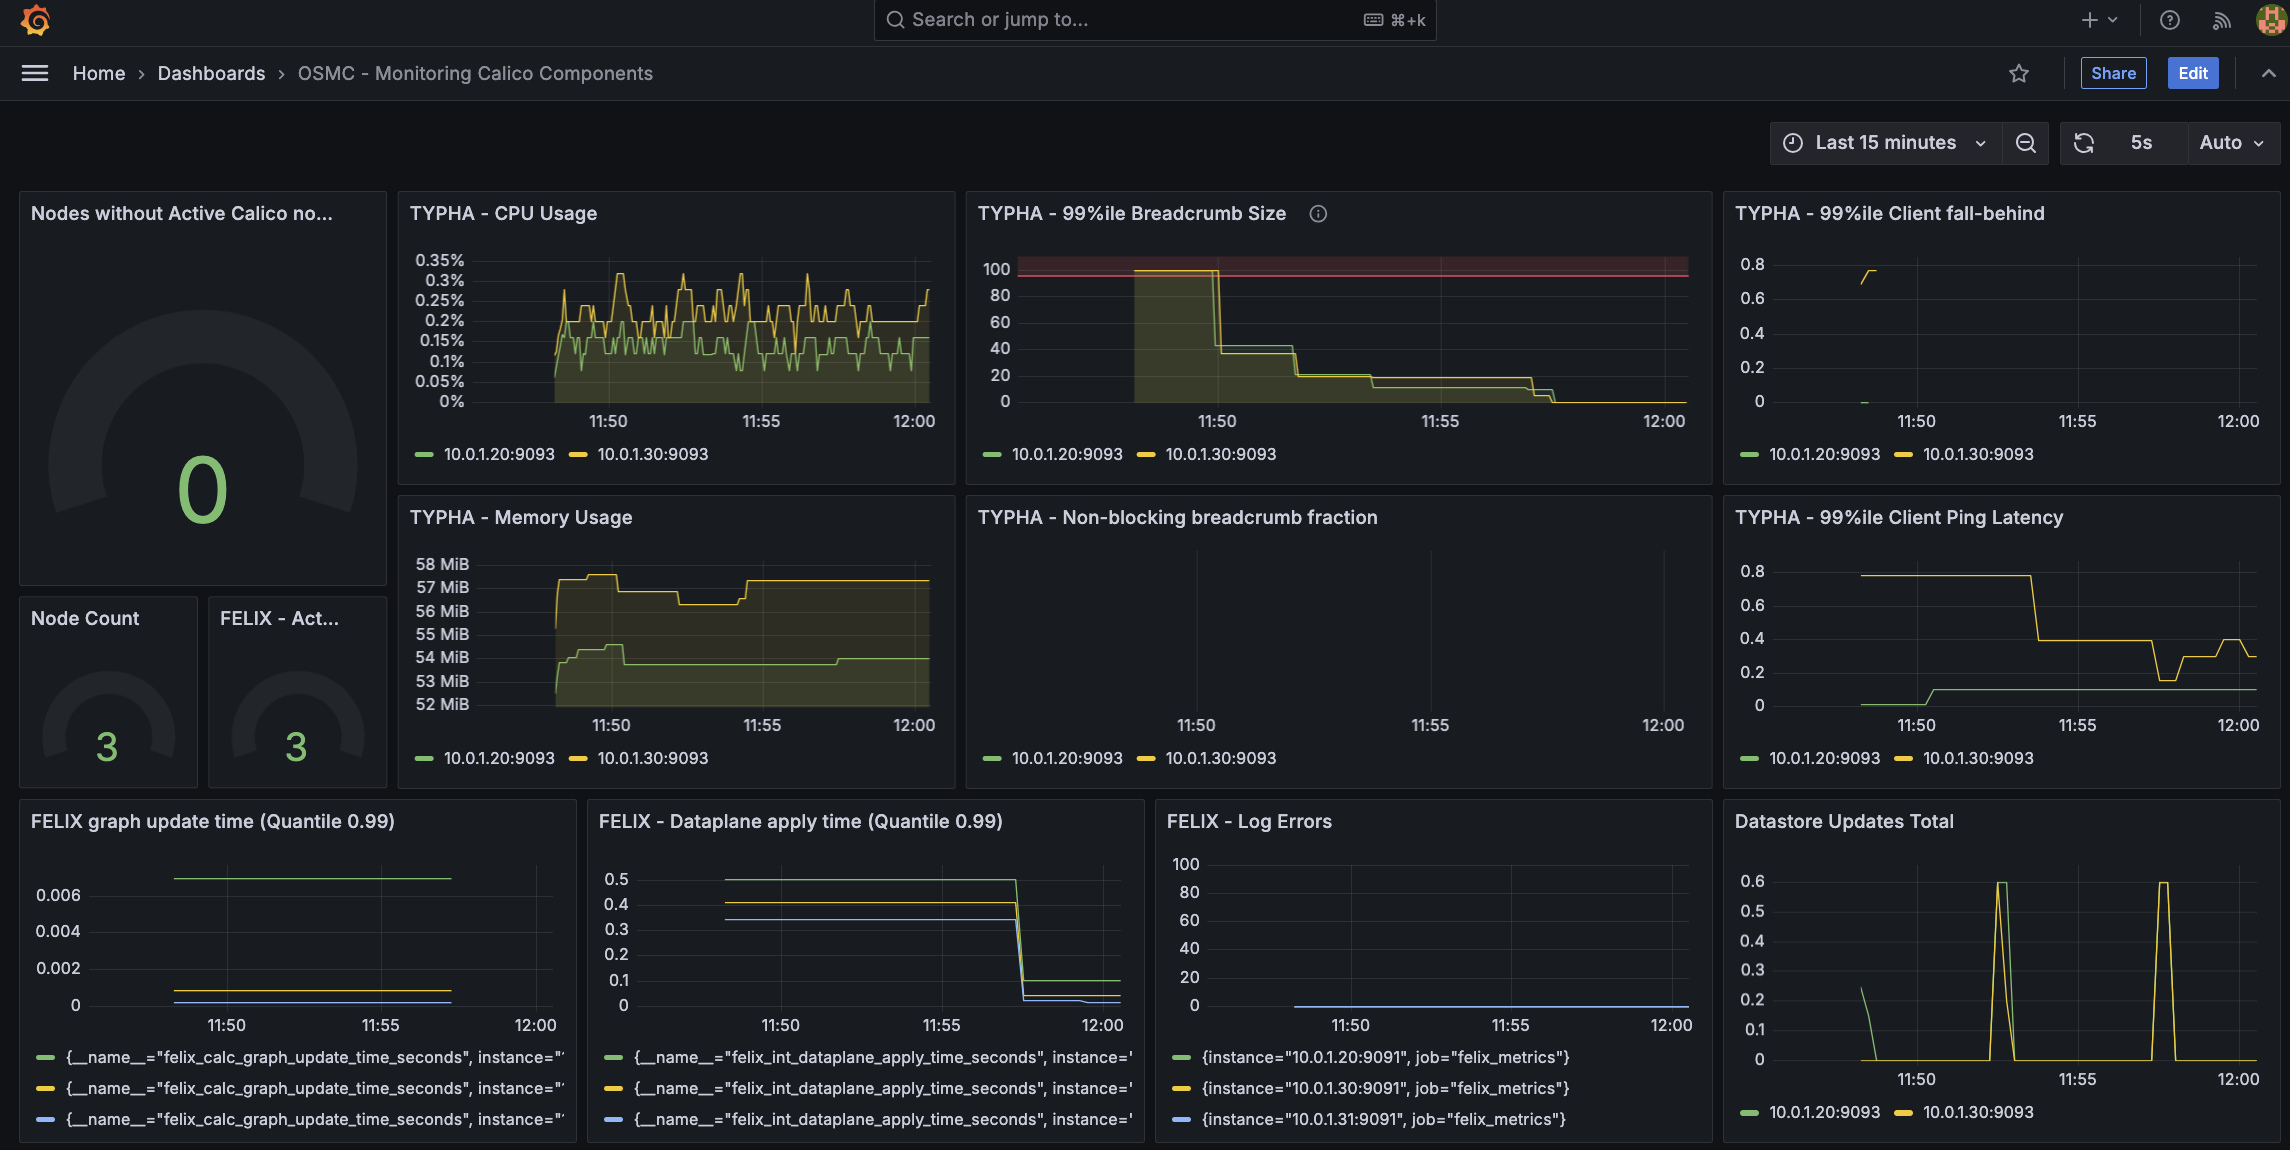 Search or jump to...
⌘+k
Home › Dashboards › OSMC - Monitoring Calico Components
Share
Edit
Last 15 minutes
5s
Auto
Nodes without Active Calico no...
0
Node Count
3
FELIX - Act...
3
TYPHA - CPU Usage
0.35%
0.3%
0.25%
0.2%
0.15%
0.1%
0.05%
0%
11:50 11:55 12:00
10.0.1.20:9093 10.0.1.30:9093
TYPHA - 99%ile Breadcrumb Size
100
80
60
40
20
0
11:50 11:55 12:00
10.0.1.20:9093 10.0.1.30:9093
TYPHA - 99%ile Client fall-behind
0.8
0.6
0.4
0.2
0
11:50 11:55 12:00
10.0.1.20:9093 10.0.1.30:9093
TYPHA - Memory Usage
58 MiB
57 MiB
56 MiB
55 MiB
54 MiB
53 MiB
52 MiB
11:50 11:55 12:00
10.0.1.20:9093 10.0.1.30:9093
TYPHA - Non-blocking breadcrumb fraction
11:50 11:55 12:00
10.0.1.20:9093 10.0.1.30:9093
TYPHA - 99%ile Client Ping Latency
0.8
0.6
0.4
0.2
0
11:50 11:55 12:00
10.0.1.20:9093 10.0.1.30:9093
FELIX graph update time (Quantile 0.99)
0.006
0.004
0.002
0
11:50 11:55 12:00
{__name__="felix_calc_graph_update_time_seconds", instance="
{__name__="felix_calc_graph_update_time_seconds", instance="
{__name__="felix_calc_graph_update_time_seconds", instance="
FELIX - Dataplane apply time (Quantile 0.99)
0.5
0.4
0.3
0.2
0.1
0
11:50 11:55 12:00
{__name__="felix_int_dataplane_apply_time_seconds", instance="
{__name__="felix_int_dataplane_apply_time_seconds", instance="
{__name__="felix_int_dataplane_apply_time_seconds", instance="
FELIX - Log Errors
100
80
60
40
20
0
11:50 11:55 12:00
{instance="10.0.1.20:9091", job="felix_metrics"}
{instance="10.0.1.30:9091", job="felix_metrics"}
{instance="10.0.1.31:9091", job="felix_metrics"}
Datastore Updates Total
0.6
0.5
0.4
0.3
0.2
0.1
0
11:50 11:55 12:00
10.0.1.20:9093 10.0.1.30:9093